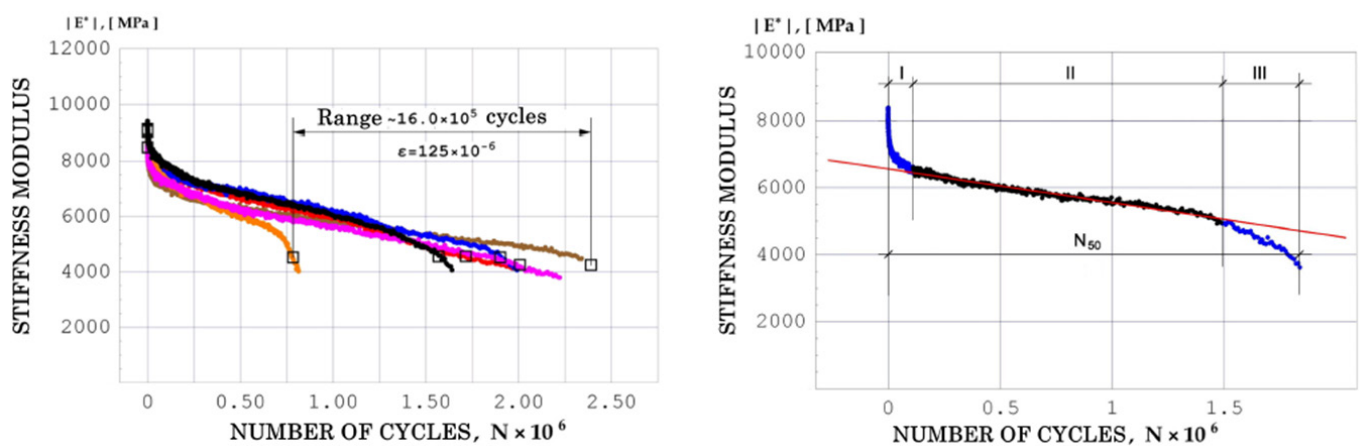 |E*|, [MPa]
12000
10000
8000
6000
4000
2000
STIFFNESS MODULUS
Range ~16.0×10⁵ cycles
ε=125×10⁻⁶
0 0.50 1.00 1.50 2.00 2.50
NUMBER OF CYCLES, N×10⁶
|E*|, [MPa]
10000
8000
6000
4000
2000
STIFFNESS MODULUS
I II III
N₅₀
0 0.5 1 1.5
NUMBER OF CYCLES, N×10⁶